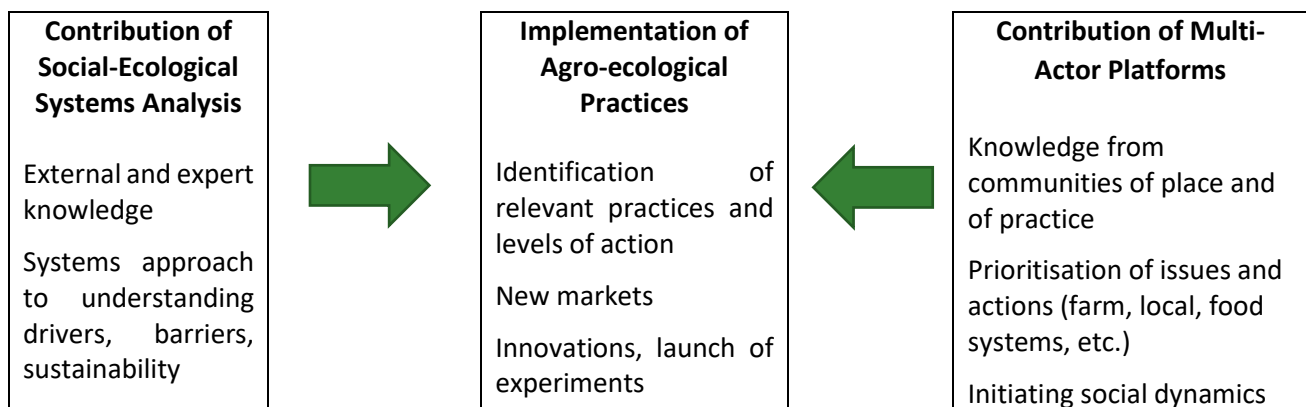 Contribution of
Social-Ecological
Systems Analysis
External and expert
knowledge
Systems approach
to understanding
drivers, barriers,
sustainability
Implementation of
Agro-ecological
Practices
Identification of
relevant practices and
levels of action
New markets
Innovations, launch of
experiments
Contribution of Multi-
Actor Platforms
Knowledge from
communities of place and
of practice
Prioritisation of issues and
actions (farm, local, food
systems, etc.)
Initiating social dynamics